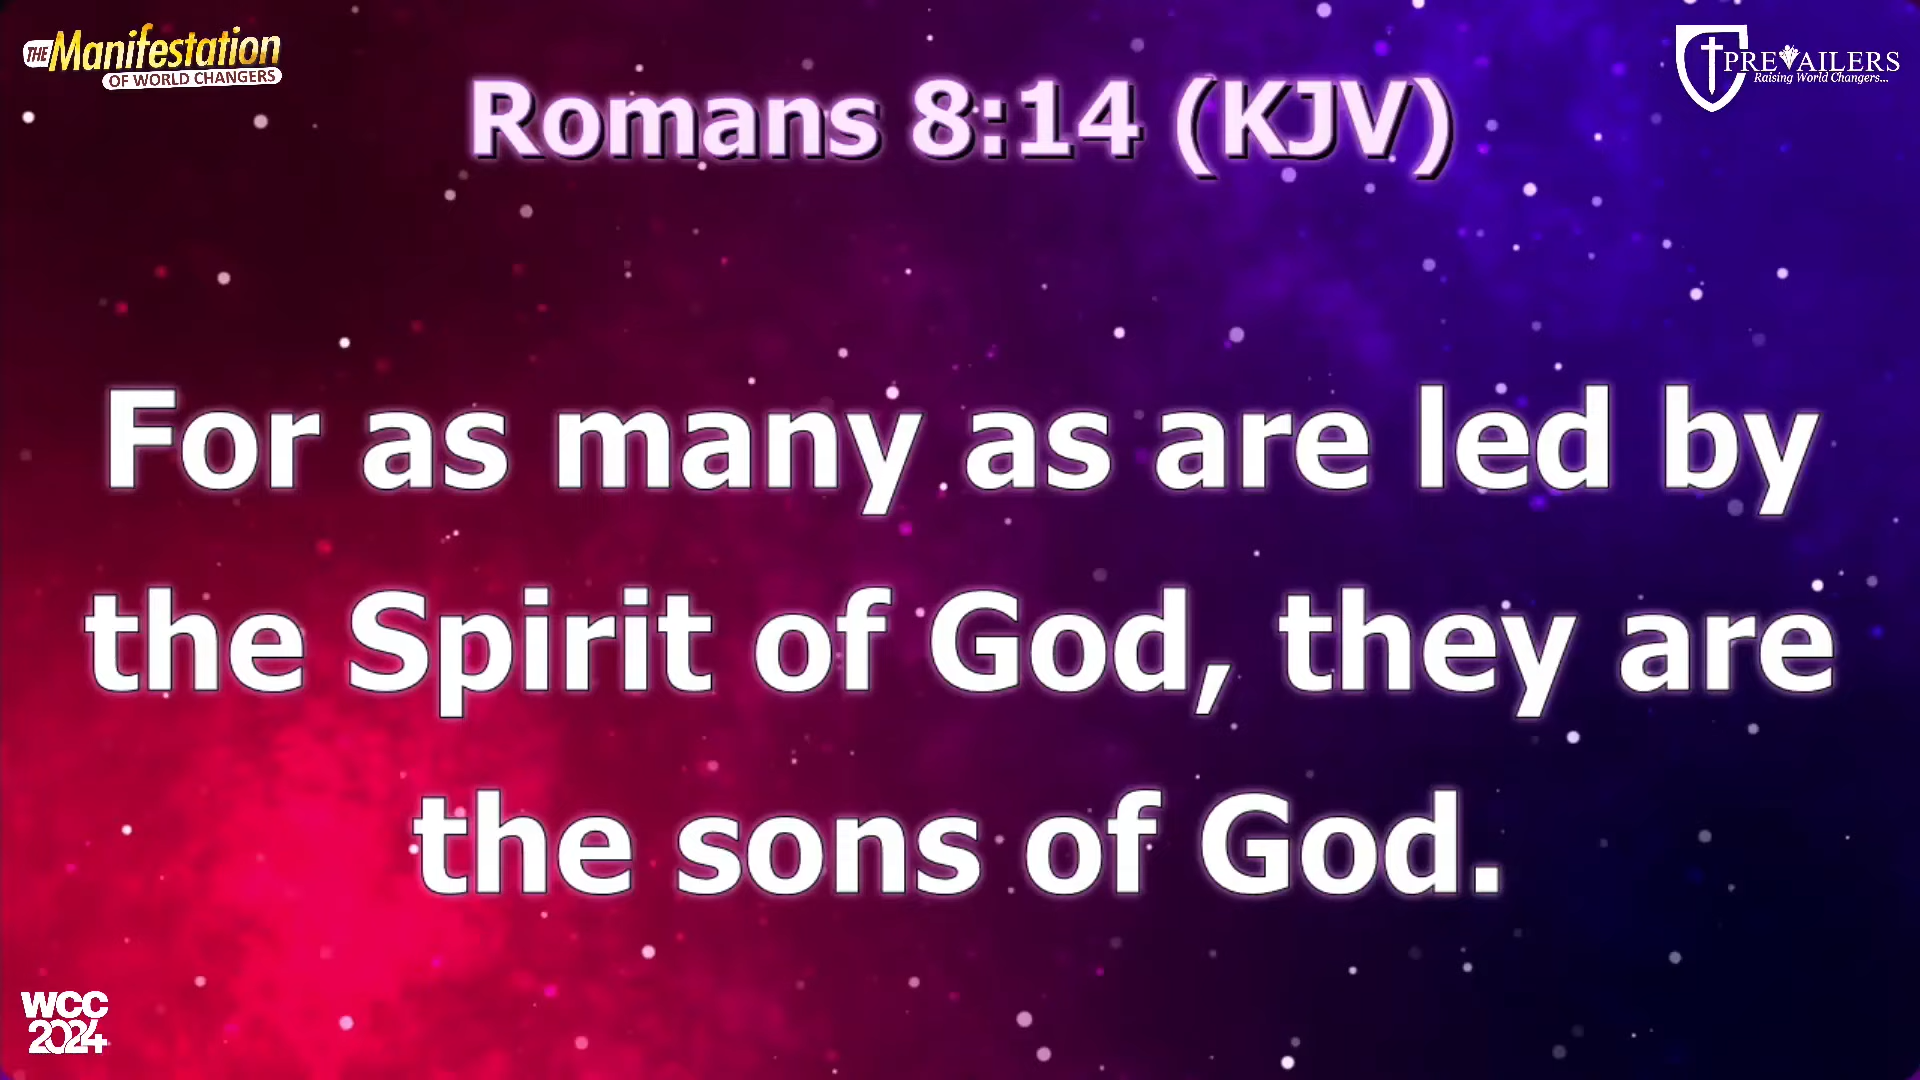 THE Manifestation
OF WORLD CHANGERS
PREVAILERS
Raising World Changers...
Romans 8:14 (KJV)
For as many as are led by
the Spirit of God, they are
the sons of God.
WCC
2024